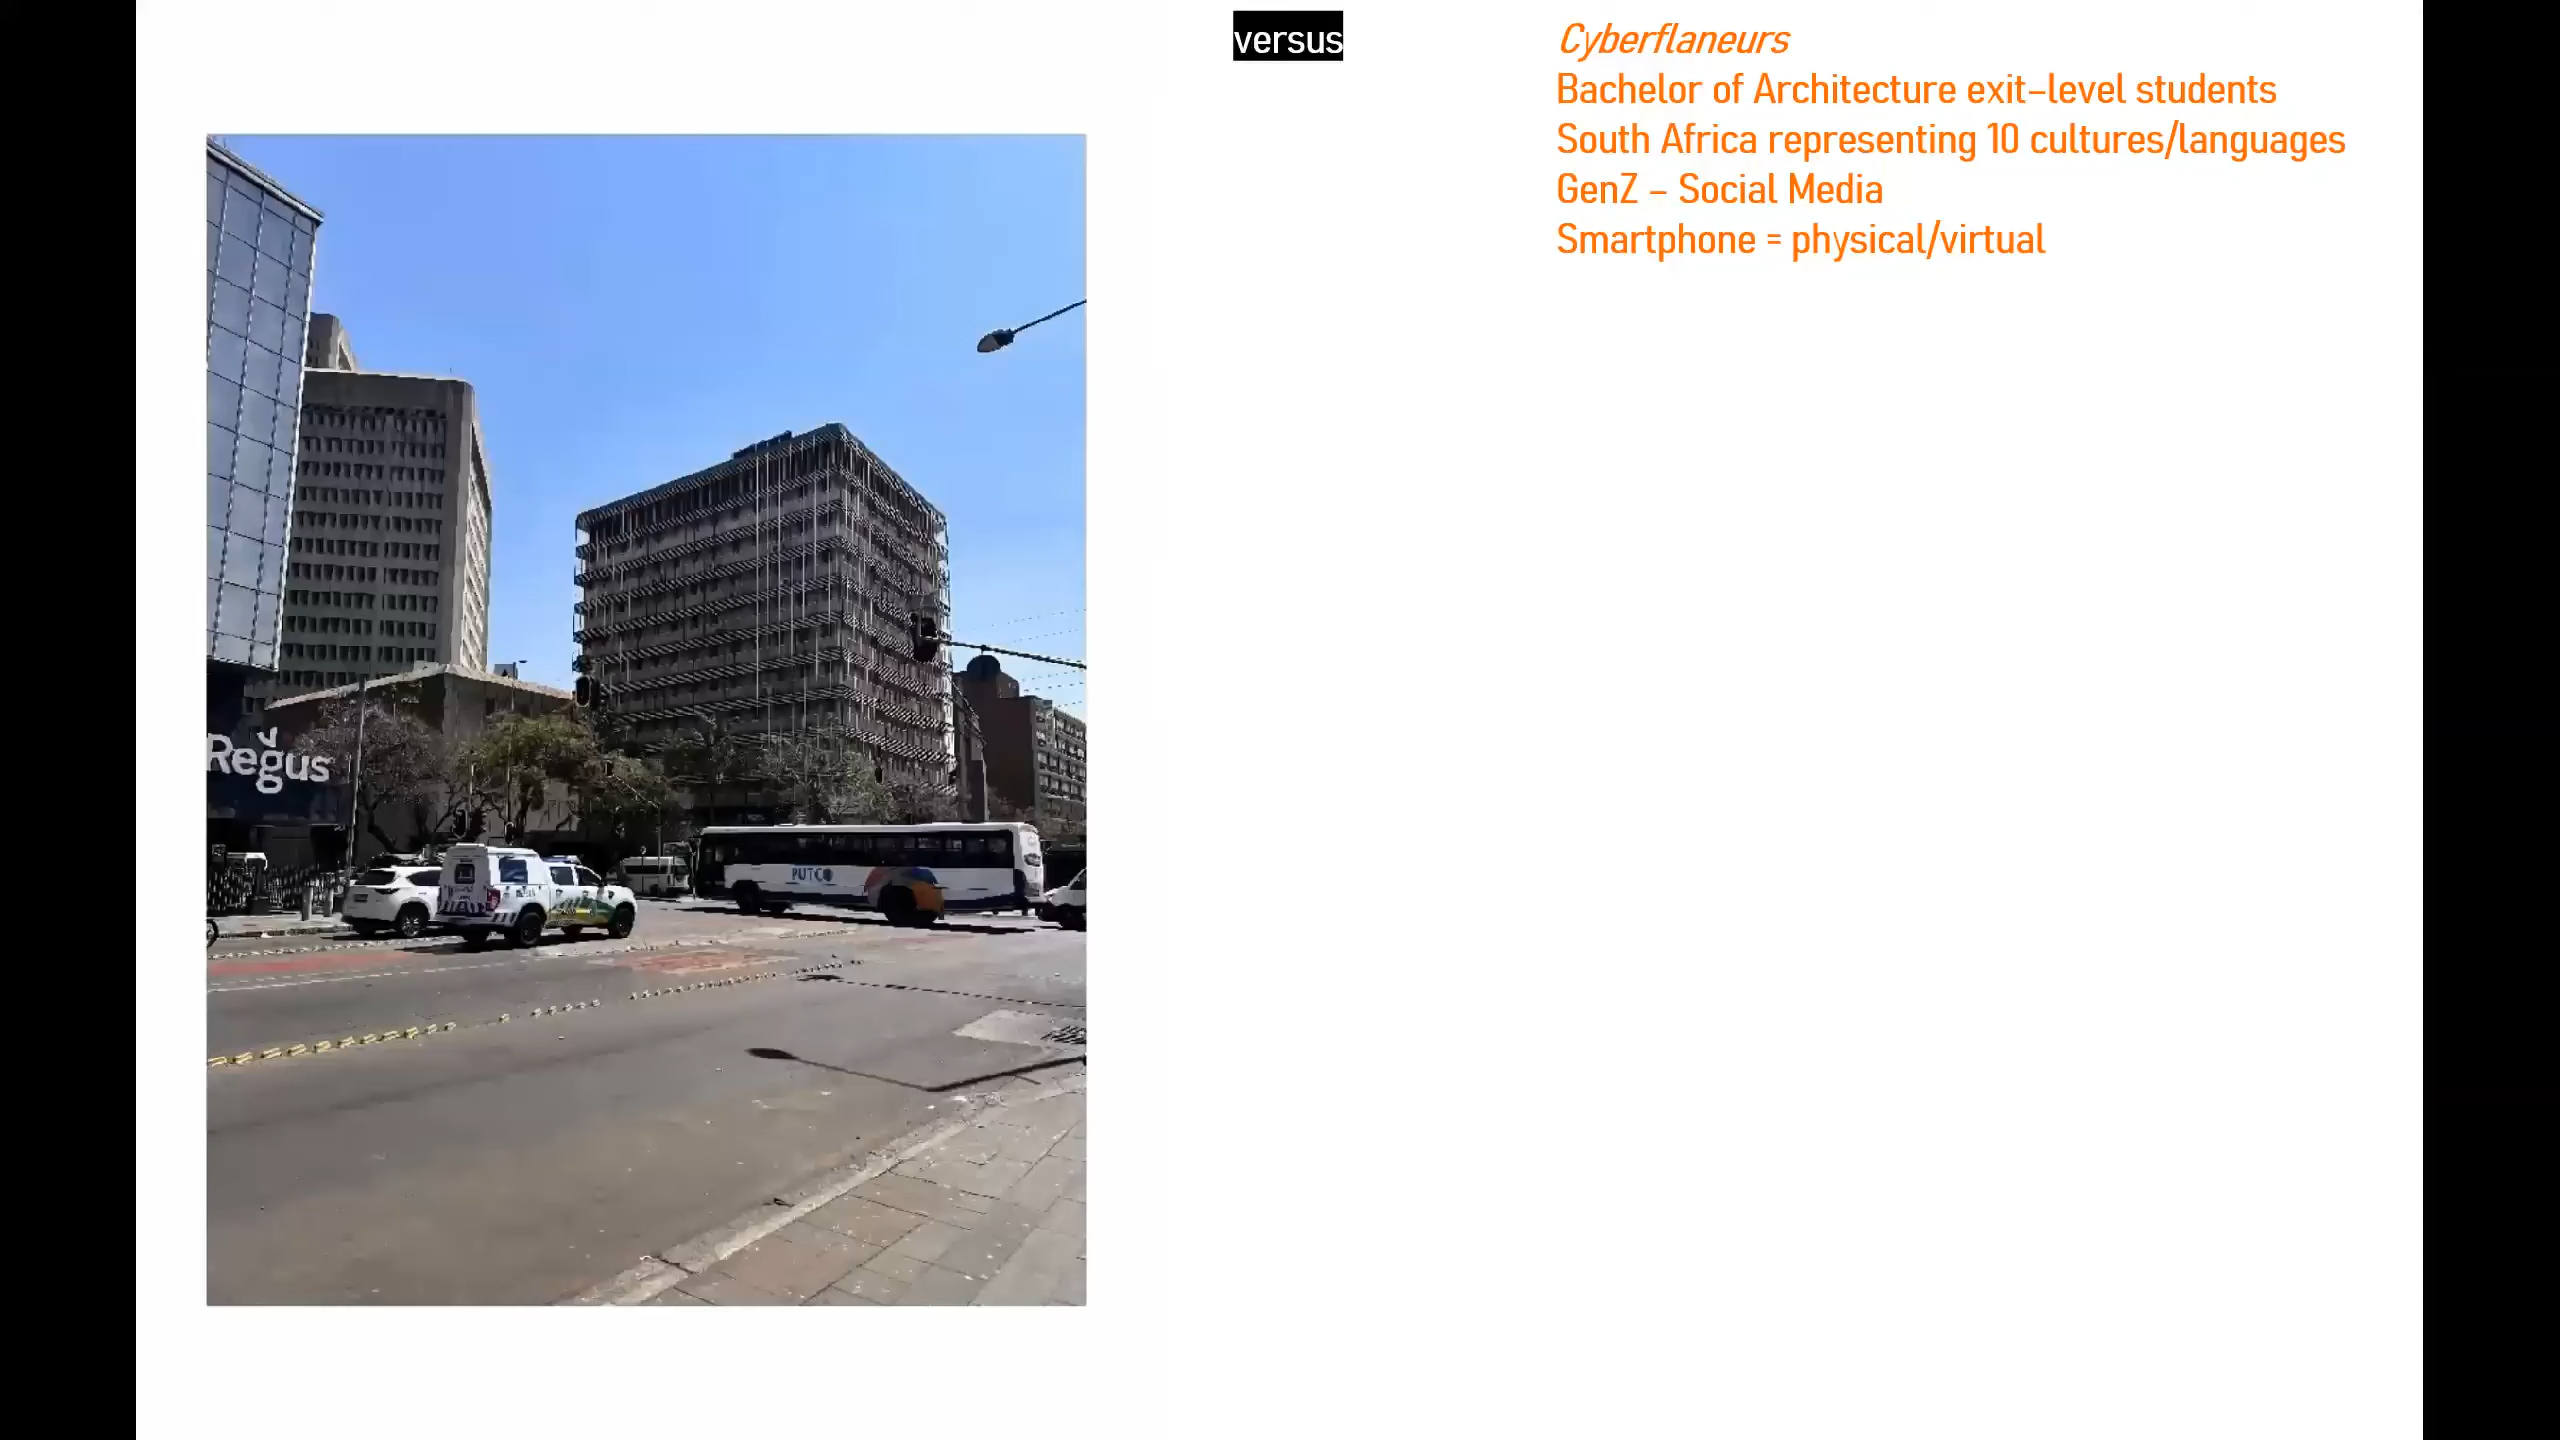 versus
Cyberflaneurs
Bachelor of Architecture exit–level students
South Africa representing 10 cultures/languages
GenZ – Social Media
Smartphone = physical/virtual
Regus
PUTCO